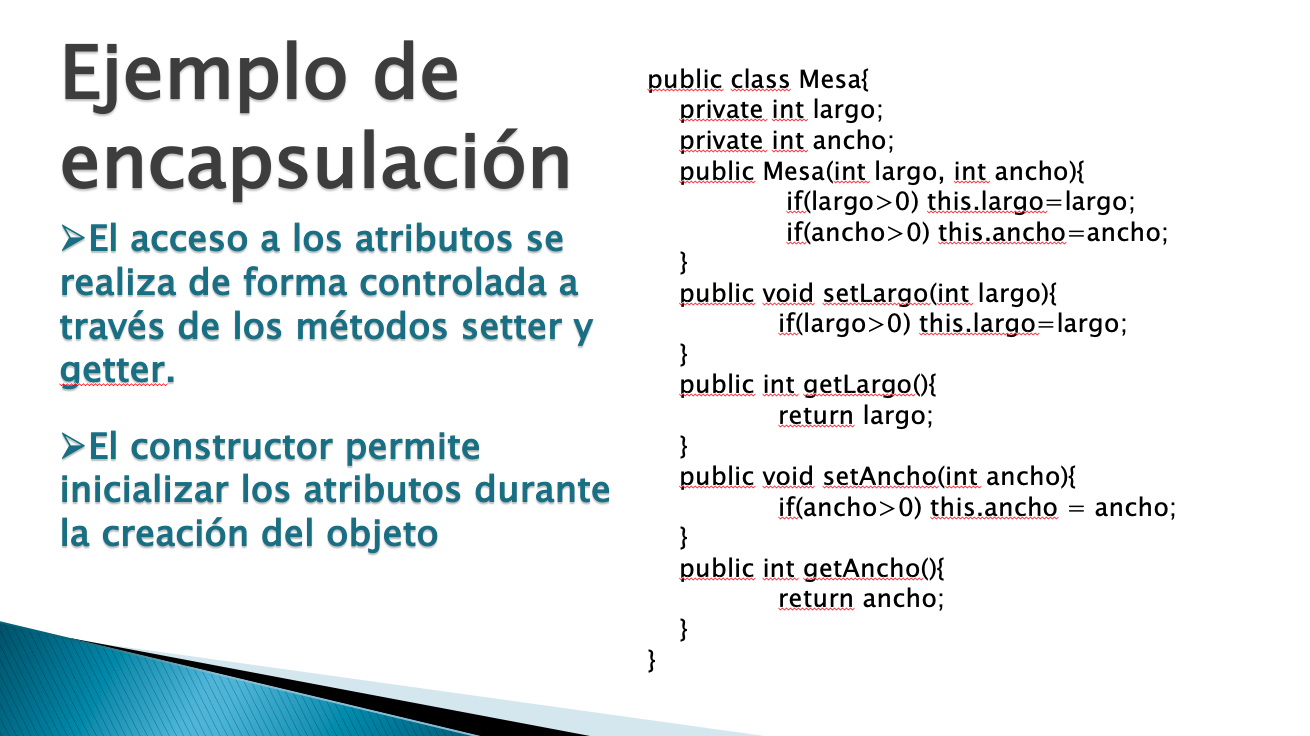 Ejemplo de
encapsulación
➢El acceso a los atributos se
realiza de forma controlada a
través de los métodos setter y
getter.
➢El constructor permite
inicializar los atributos durante
la creación del objeto
public class Mesa{
private int largo;
private int ancho;
public Mesa(int largo, int ancho){
if(largo>0) this.largo=largo;
if(ancho>0) this.ancho=ancho;
}
public void setLargo(int largo){
if(largo>0) this.largo=largo;
}
public int getLargo(){
return largo;
}
public void setAncho(int ancho){
if(ancho>0) this.ancho = ancho;
}
public int getAncho(){
return ancho;
}
}